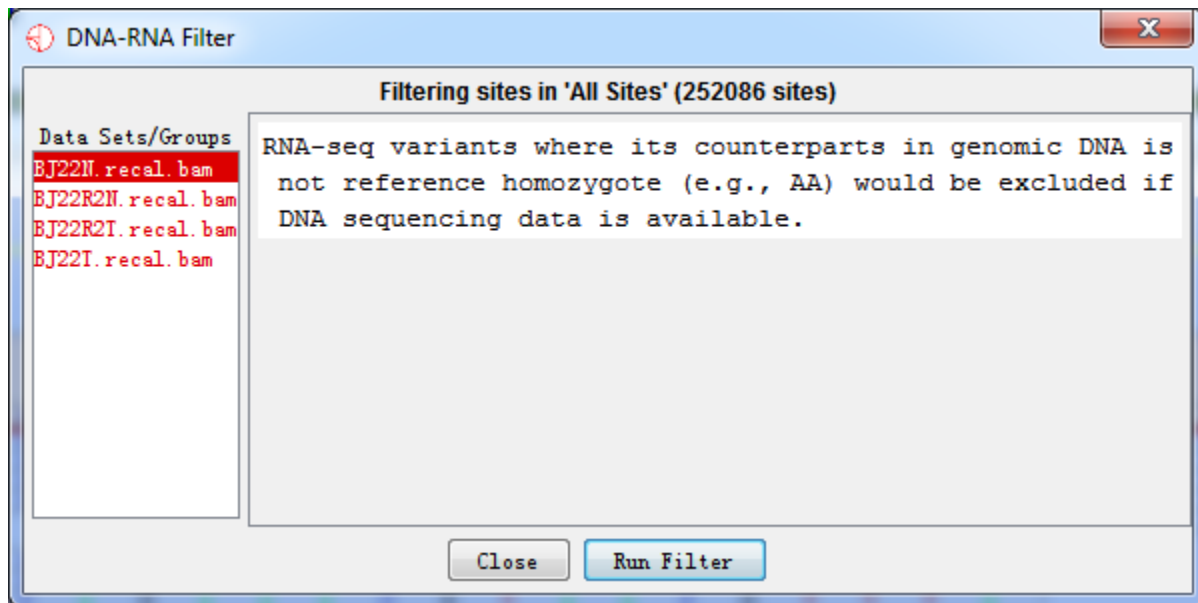 DNA-RNA Filter
Filtering sites in 'All Sites' (252086 sites)
Data Sets/Groups
BJ22N.recal.bam
BJ22R2N.recal.bam
BJ22R2T.recal.bam
BJ22T.recal.bam
RNA-seq variants where its counterparts in genomic DNA is
not reference homozygote (e.g., AA) would be excluded if
DNA sequencing data is available.
Close
Run Filter